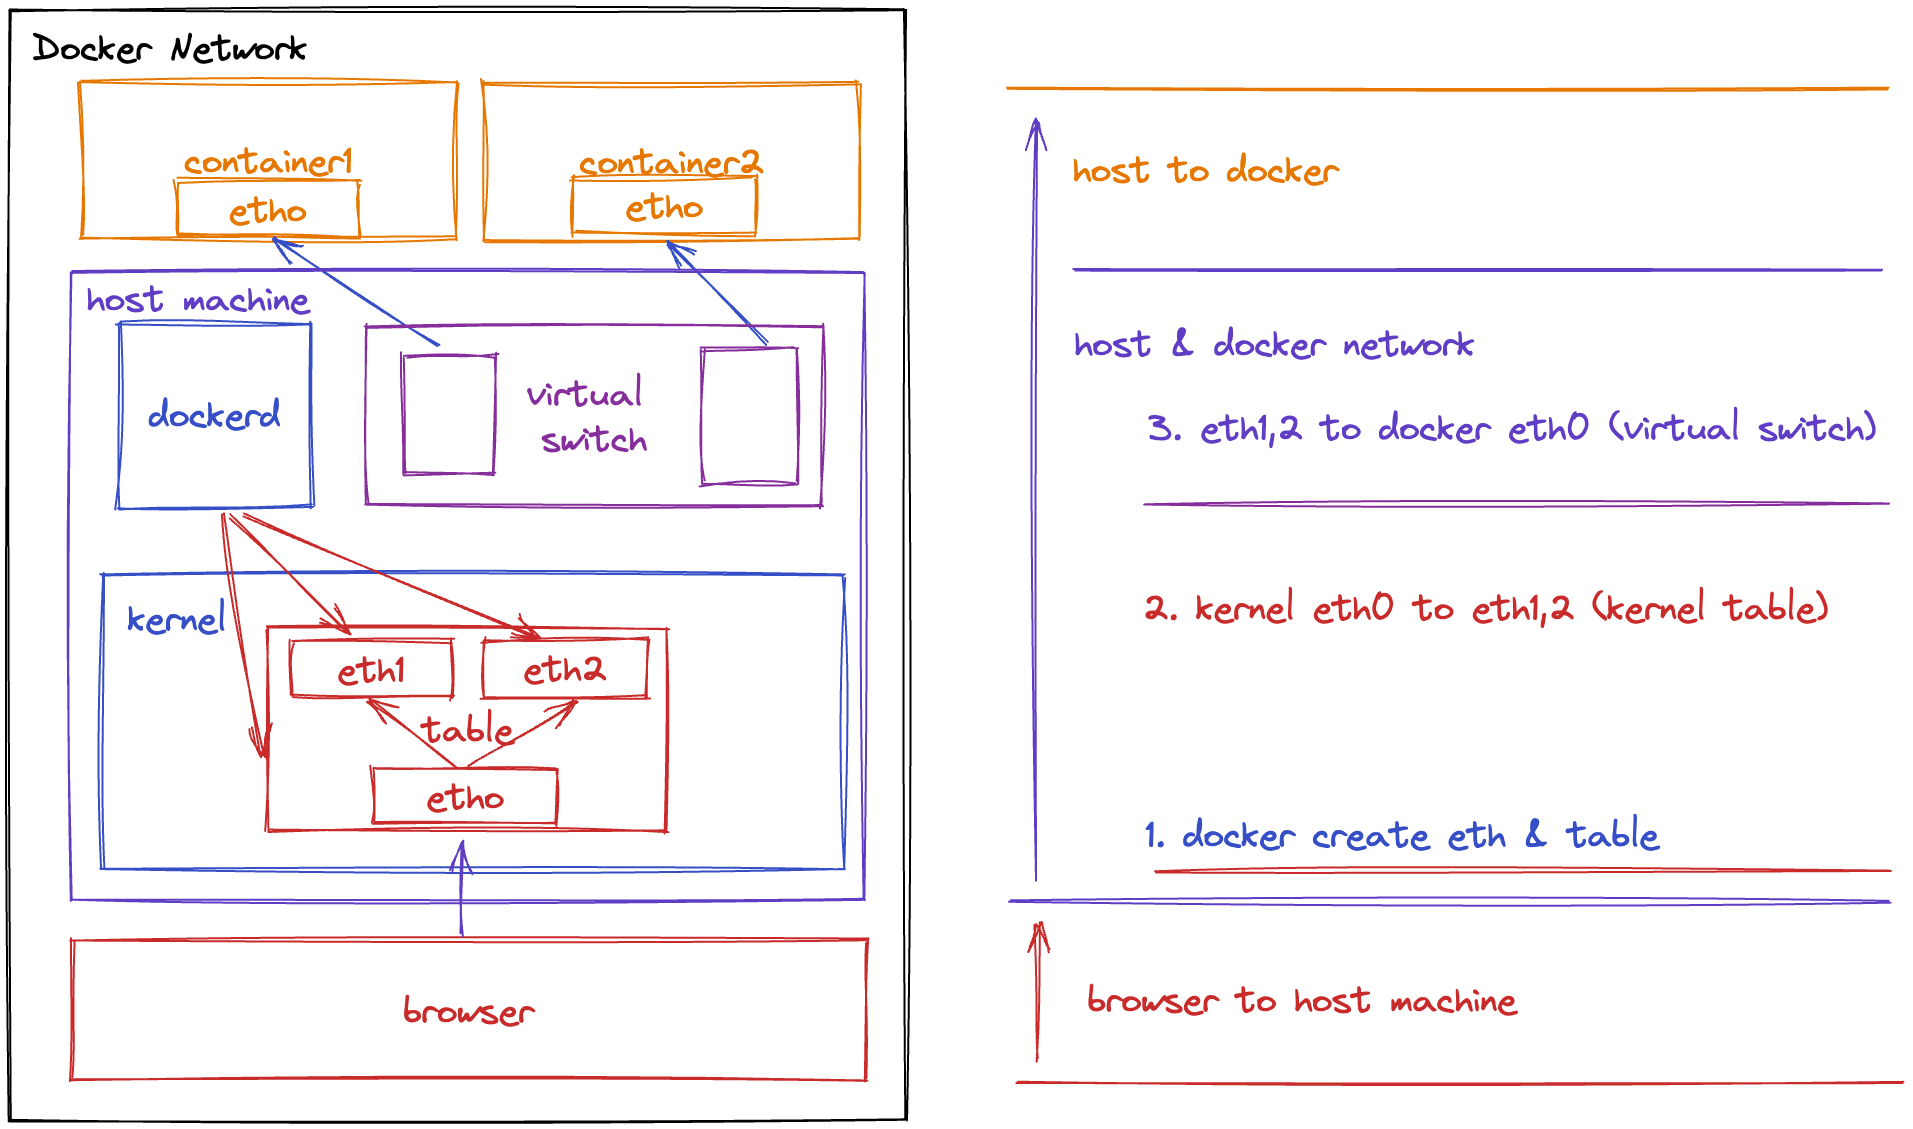 Docker Network
container1
etho
container2
etho
host machine
dockerd
virtual
switch
kernel
eth1
eth2
table
etho
browser
host to docker
host & docker network
3. eth1,2 to docker eth0 (virtual switch)
2. kernel eth0 to eth1,2 (kernel table)
1. docker create eth & table
browser to host machine